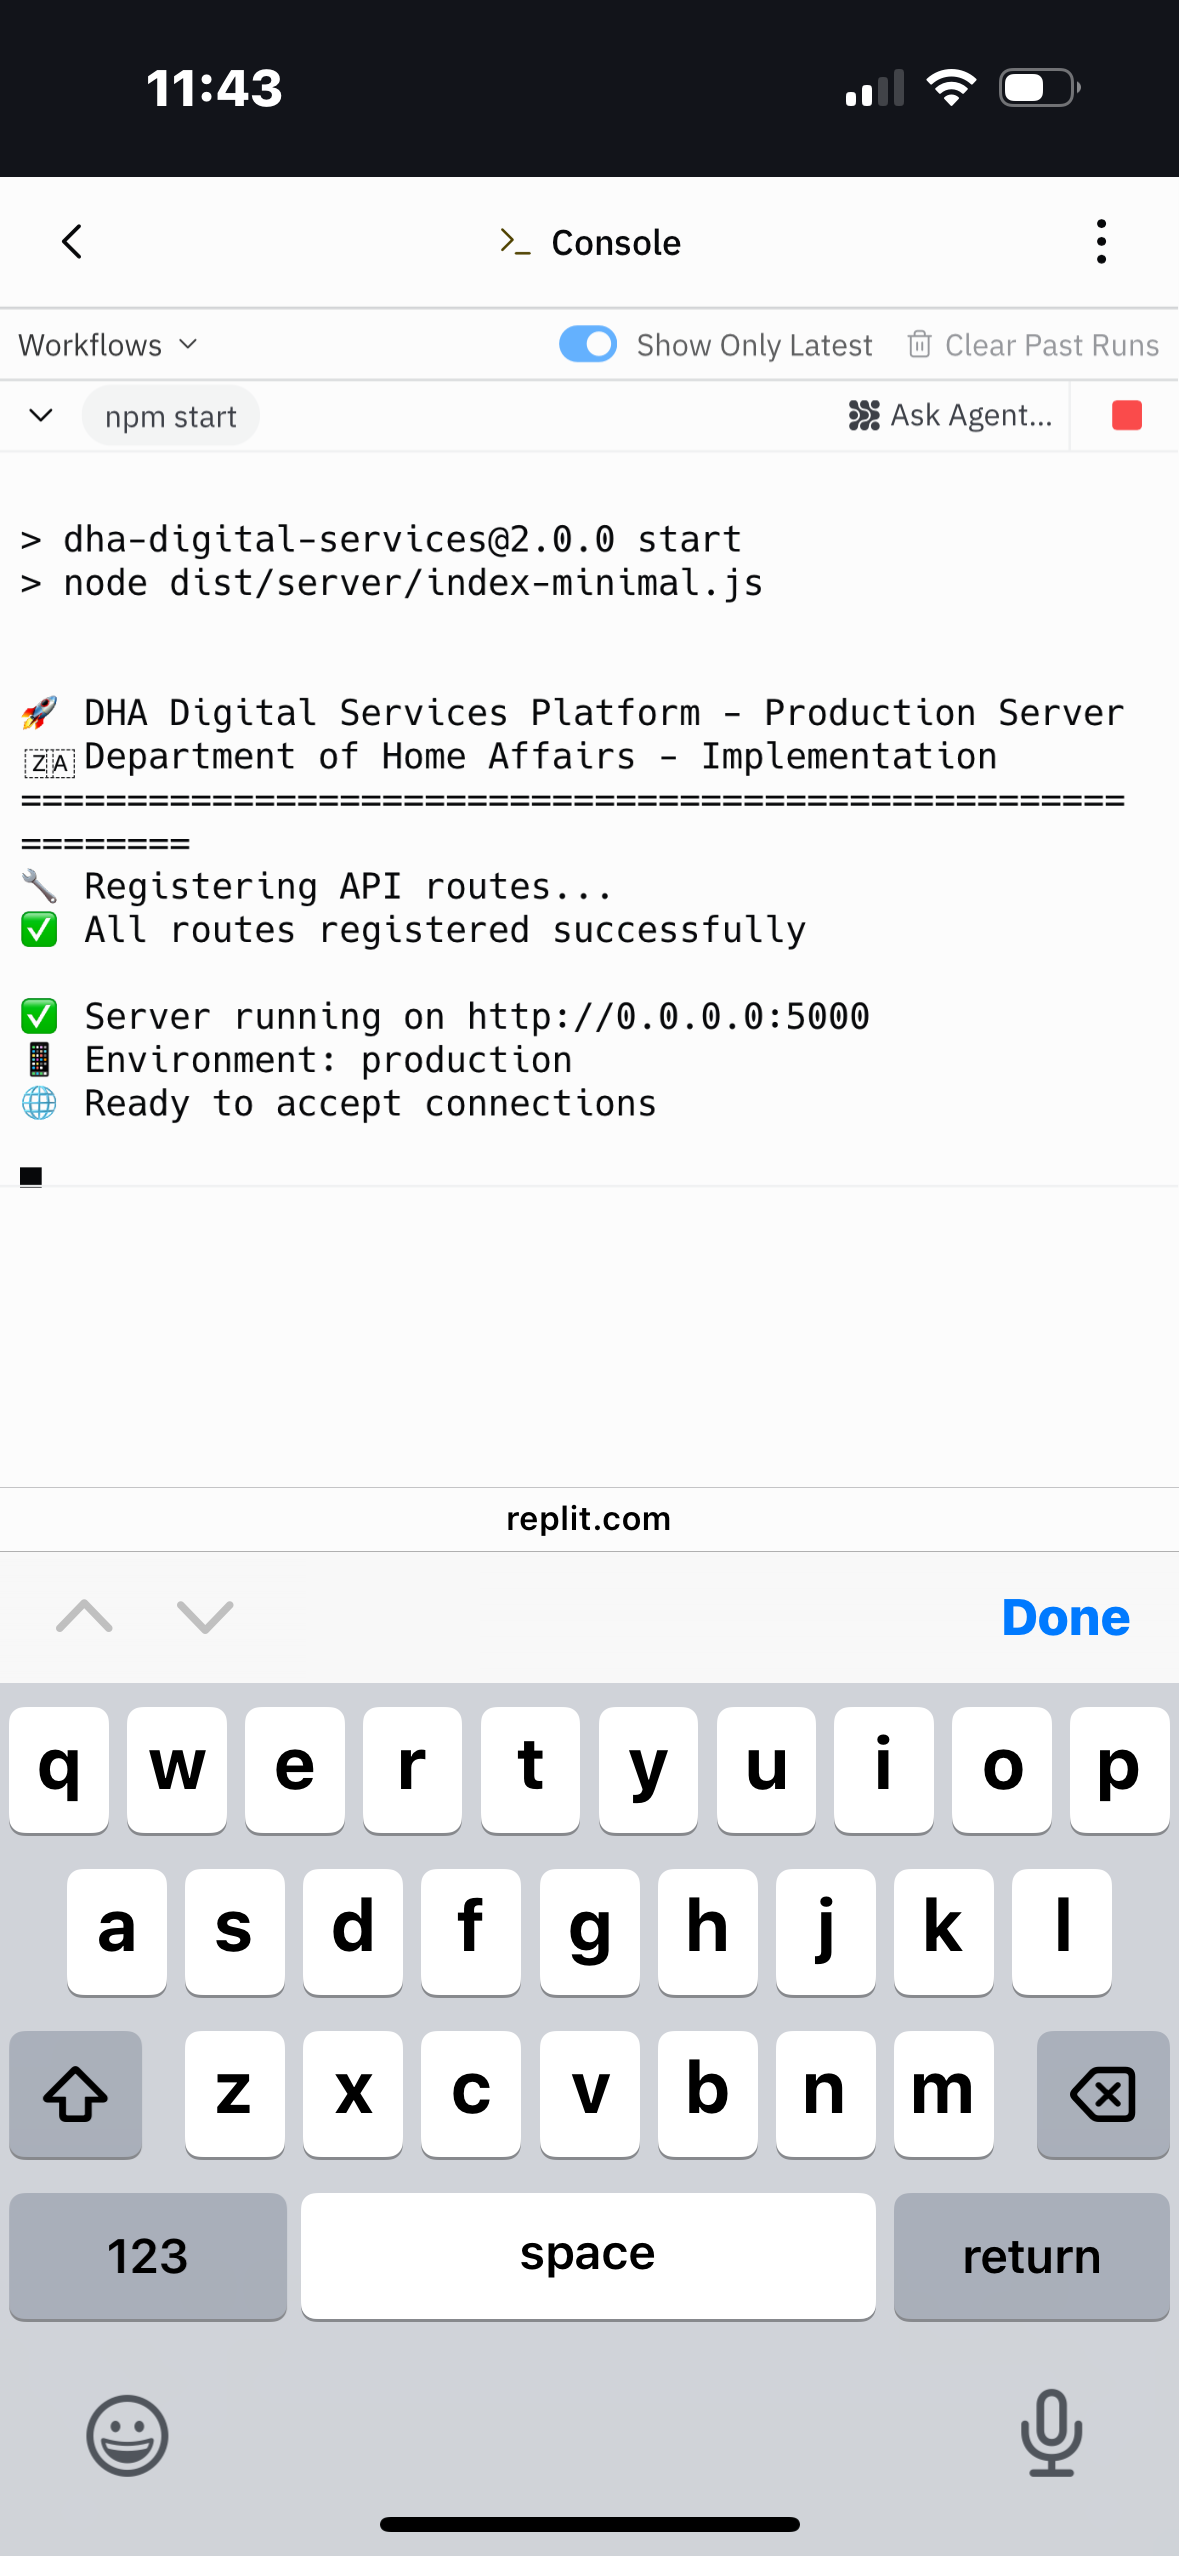 11:43
>_ Console
Workflows Show Only Latest Clear Past Runs
npm start Ask Agent...
> dha-digital-services@2.0.0 start
> node dist/server/index-minimal.js
🚀 DHA Digital Services Platform - Production Server
🇿🇦 Department of Home Affairs - Implementation
====================================================
========
🔧 Registering API routes...
✅ All routes registered successfully
✅ Server running on http://0.0.0.0:5000
📱 Environment: production
🌐 Ready to accept connections
replit.com
Done
q w e r t y u i o p
a s d f g h j k l
z x c v b n m
123 space return